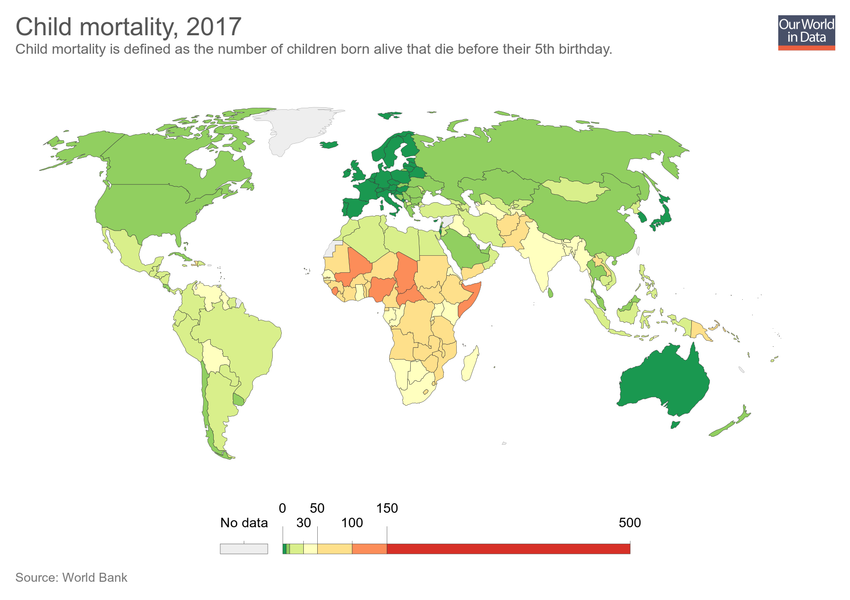 Child mortality, 2017
Child mortality is defined as the number of children born alive that die before their 5th birthday.
Our World
in Data
0 50 150
No data 30 100 500
Source: World Bank